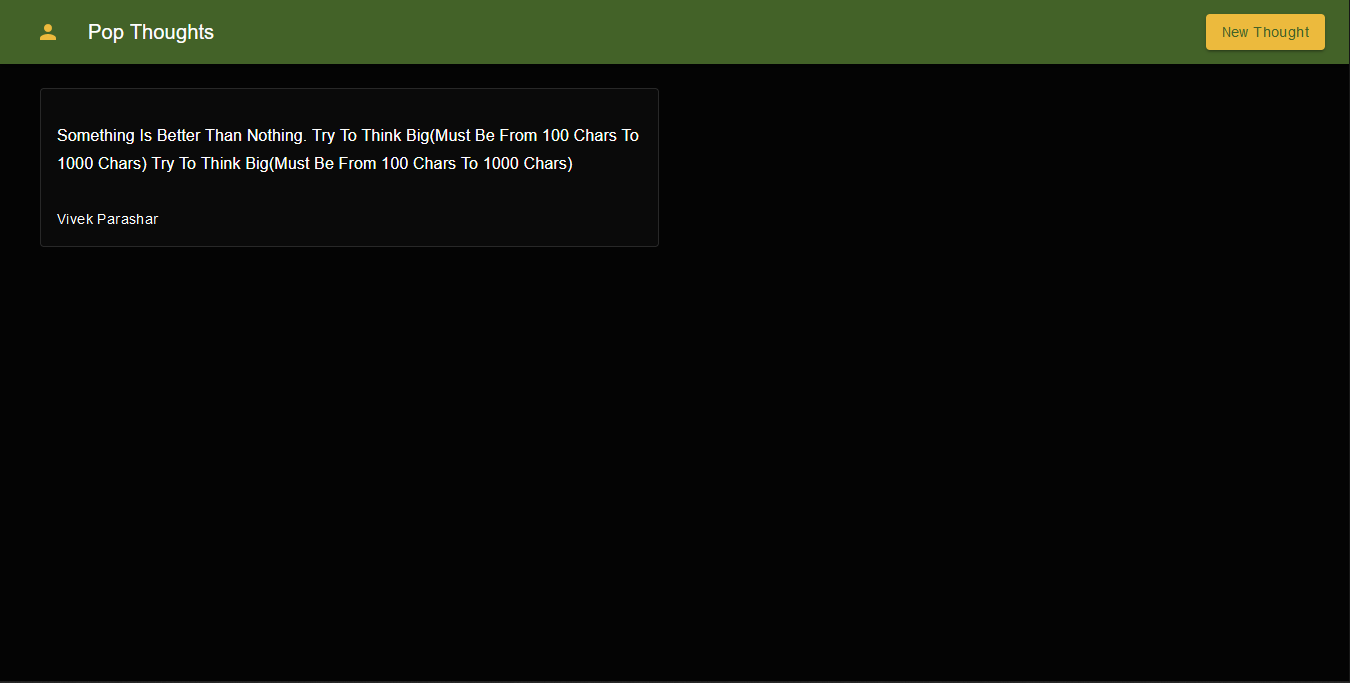 Pop Thoughts
New Thought
Something Is Better Than Nothing. Try To Think Big(Must Be From 100 Chars To
1000 Chars) Try To Think Big(Must Be From 100 Chars To 1000 Chars)
Vivek Parashar